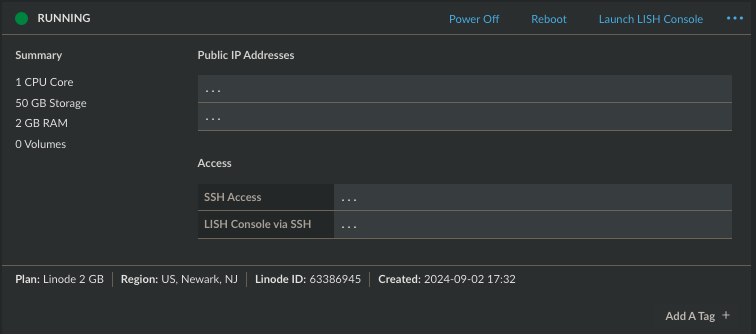 RUNNING Power Off Reboot Launch LISH Console ...
Summary Public IP Addresses
1 CPU Core
50 GB Storage
2 GB RAM
0 Volumes
...
...
Access
SSH Access ...
LISH Console via SSH ...
Plan: Linode 2 GB Region: US, Newark, NJ Linode ID: 63386945 Created: 2024-09-02 17:32
Add A Tag +